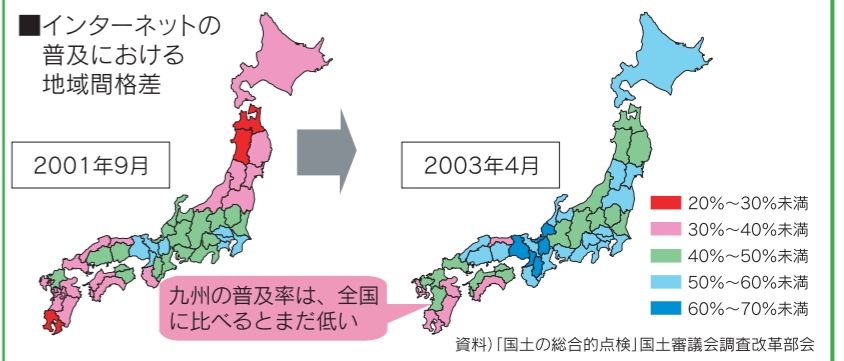 ■インターネットの
普及における
地域間格差
2001年9月
2003年4月
20%～30%未満
30%～40%未満
40%～50%未満
50%～60%未満
60%～70%未満
九州の普及率は、全国
に比べるとまだ低い
資料)「国土の総合的点検」国土審議会調査改革部会